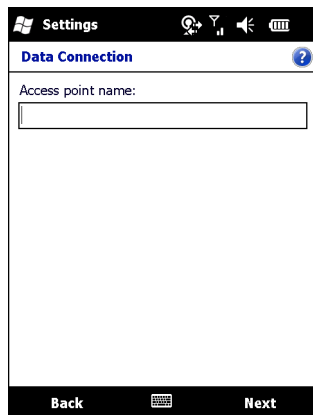 Settings
Data Connection
Access point name:
Back
Next